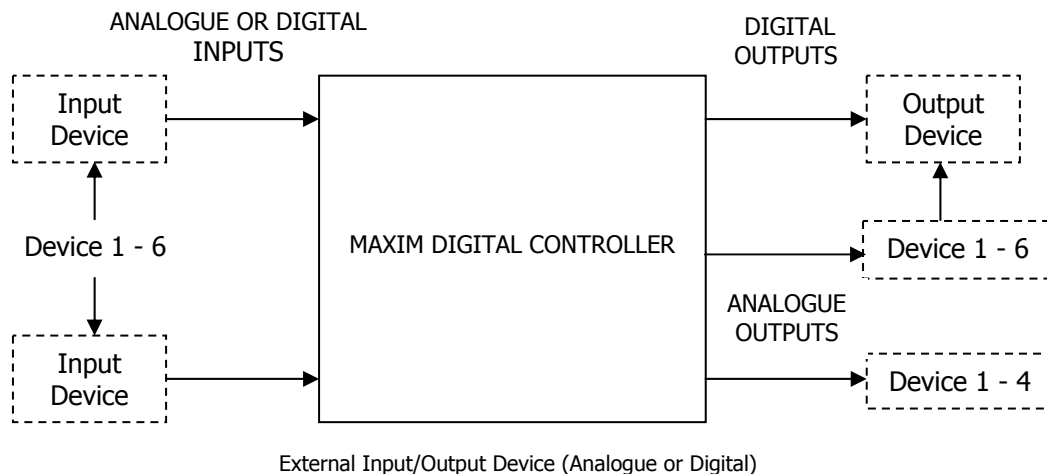 ANALOGUE OR DIGITAL
INPUTS
DIGITAL
OUTPUTS
Input
Device
Output
Device
Device 1 - 6
MAXIM DIGITAL CONTROLLER
Device 1 - 6
ANALOGUE
OUTPUTS
Input
Device
Device 1 - 4
External Input/Output Device (Analogue or Digital)